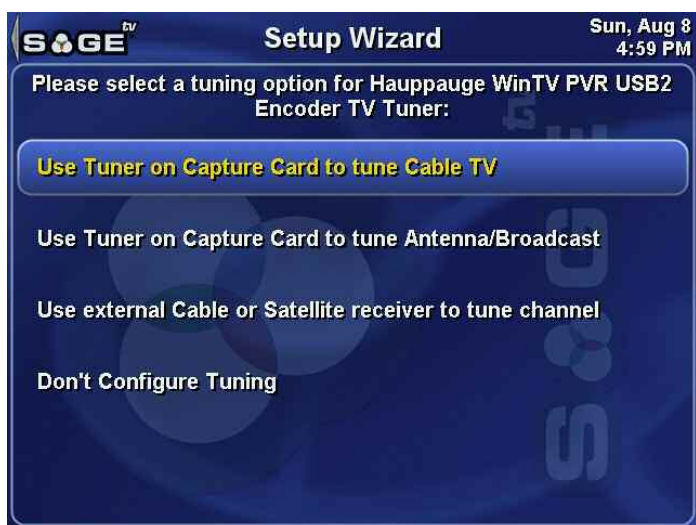 SAGE tv
Setup Wizard
Sun, Aug 8
4:59 PM
Please select a tuning option for Hauppauge WinTV PVR USB2
Encoder TV Tuner:
Use Tuner on Capture Card to tune Cable TV
Use Tuner on Capture Card to tune Antenna/Broadcast
Use external Cable or Satellite receiver to tune channel
Don't Configure Tuning
SAGE tv